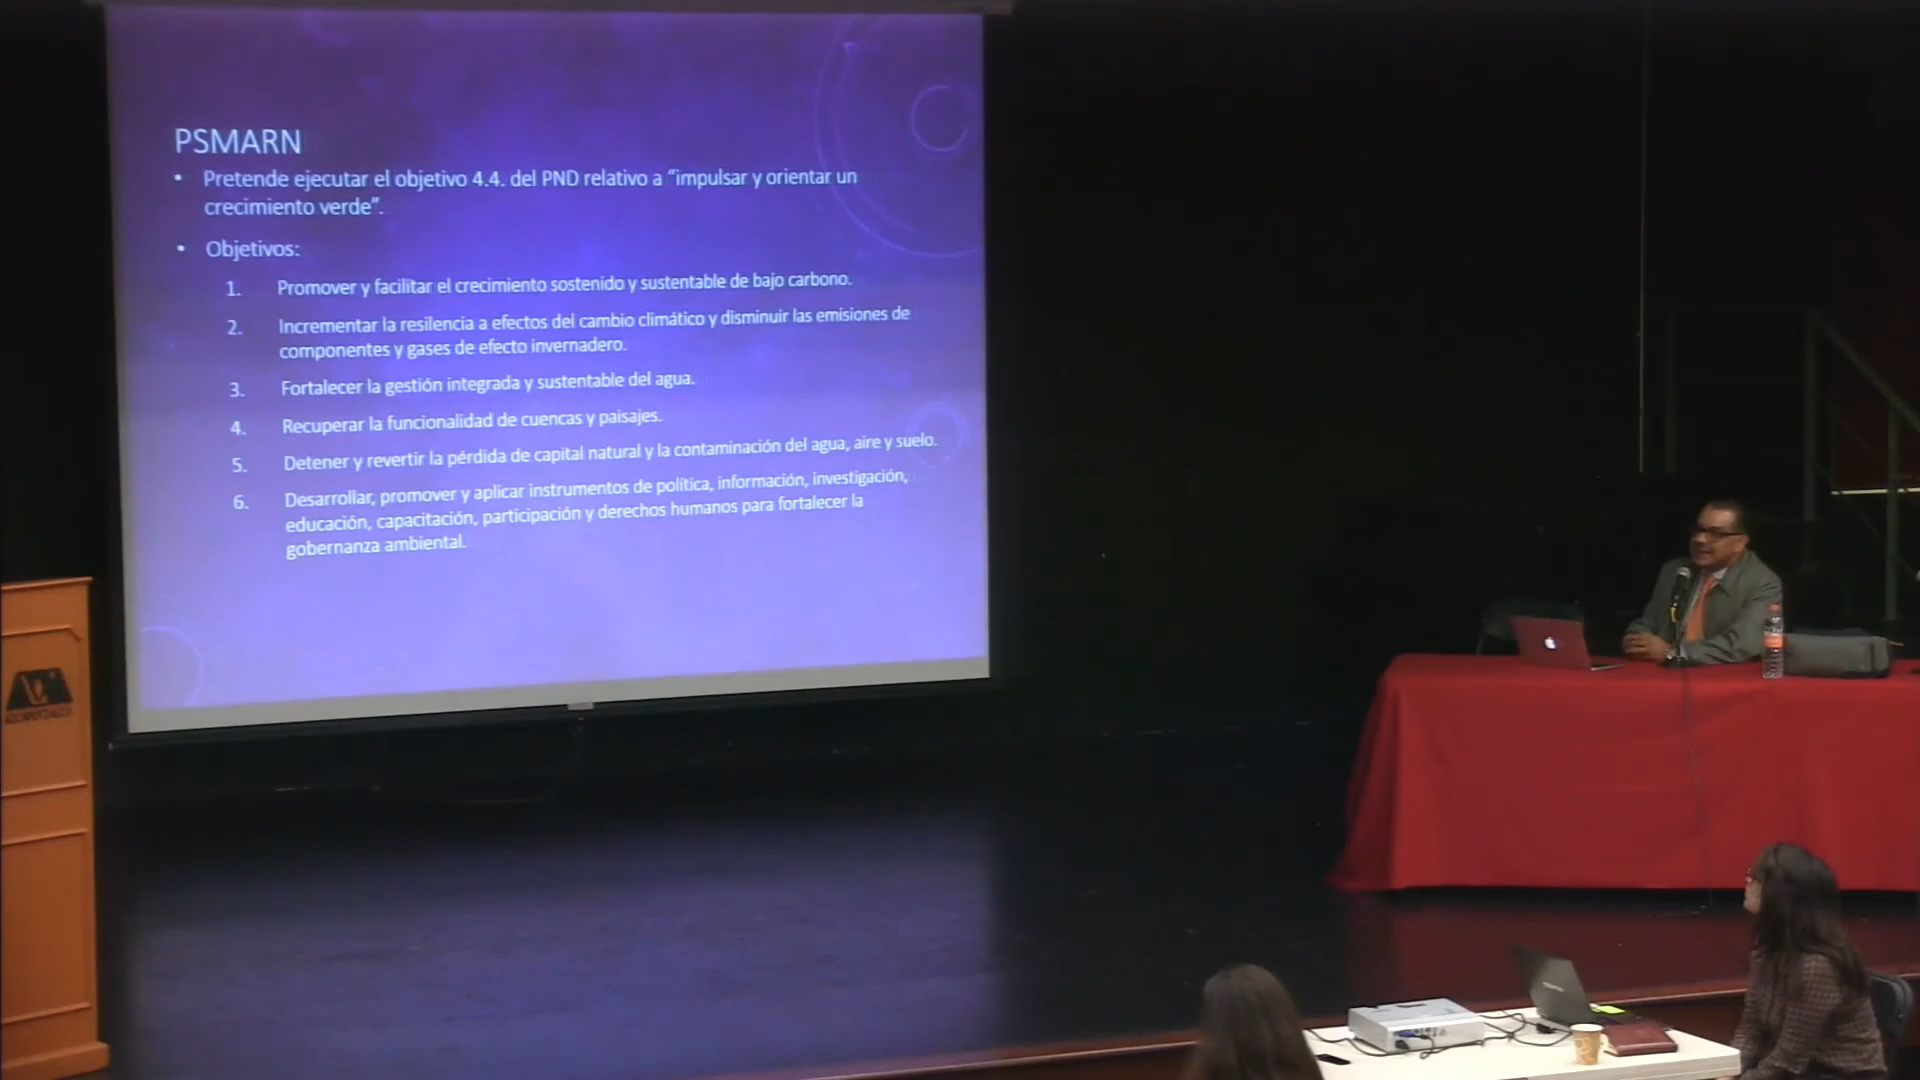 PSMARN
• Pretende ejecutar el objetivo 4.4. del PND relativo a “impulsar y orientar un
crecimiento verde”.
• Objetivos:
1. Promover y facilitar el crecimiento sostenido y sustentable de bajo carbono.
2. Incrementar la resilencia a efectos del cambio climático y disminuir las emisiones de
componentes y gases de efecto invernadero.
3. Fortalecer la gestión integrada y sustentable del agua.
4. Recuperar la funcionalidad de cuencas y paisajes.
5. Detener y revertir la pérdida de capital natural y la contaminación del agua, aire y suelo.
6. Desarrollar, promover y aplicar instrumentos de política, información, investigación,
educación, capacitación, participación y derechos humanos para fortalecer la
gobernanza ambiental.
AZCAPOTZALCO